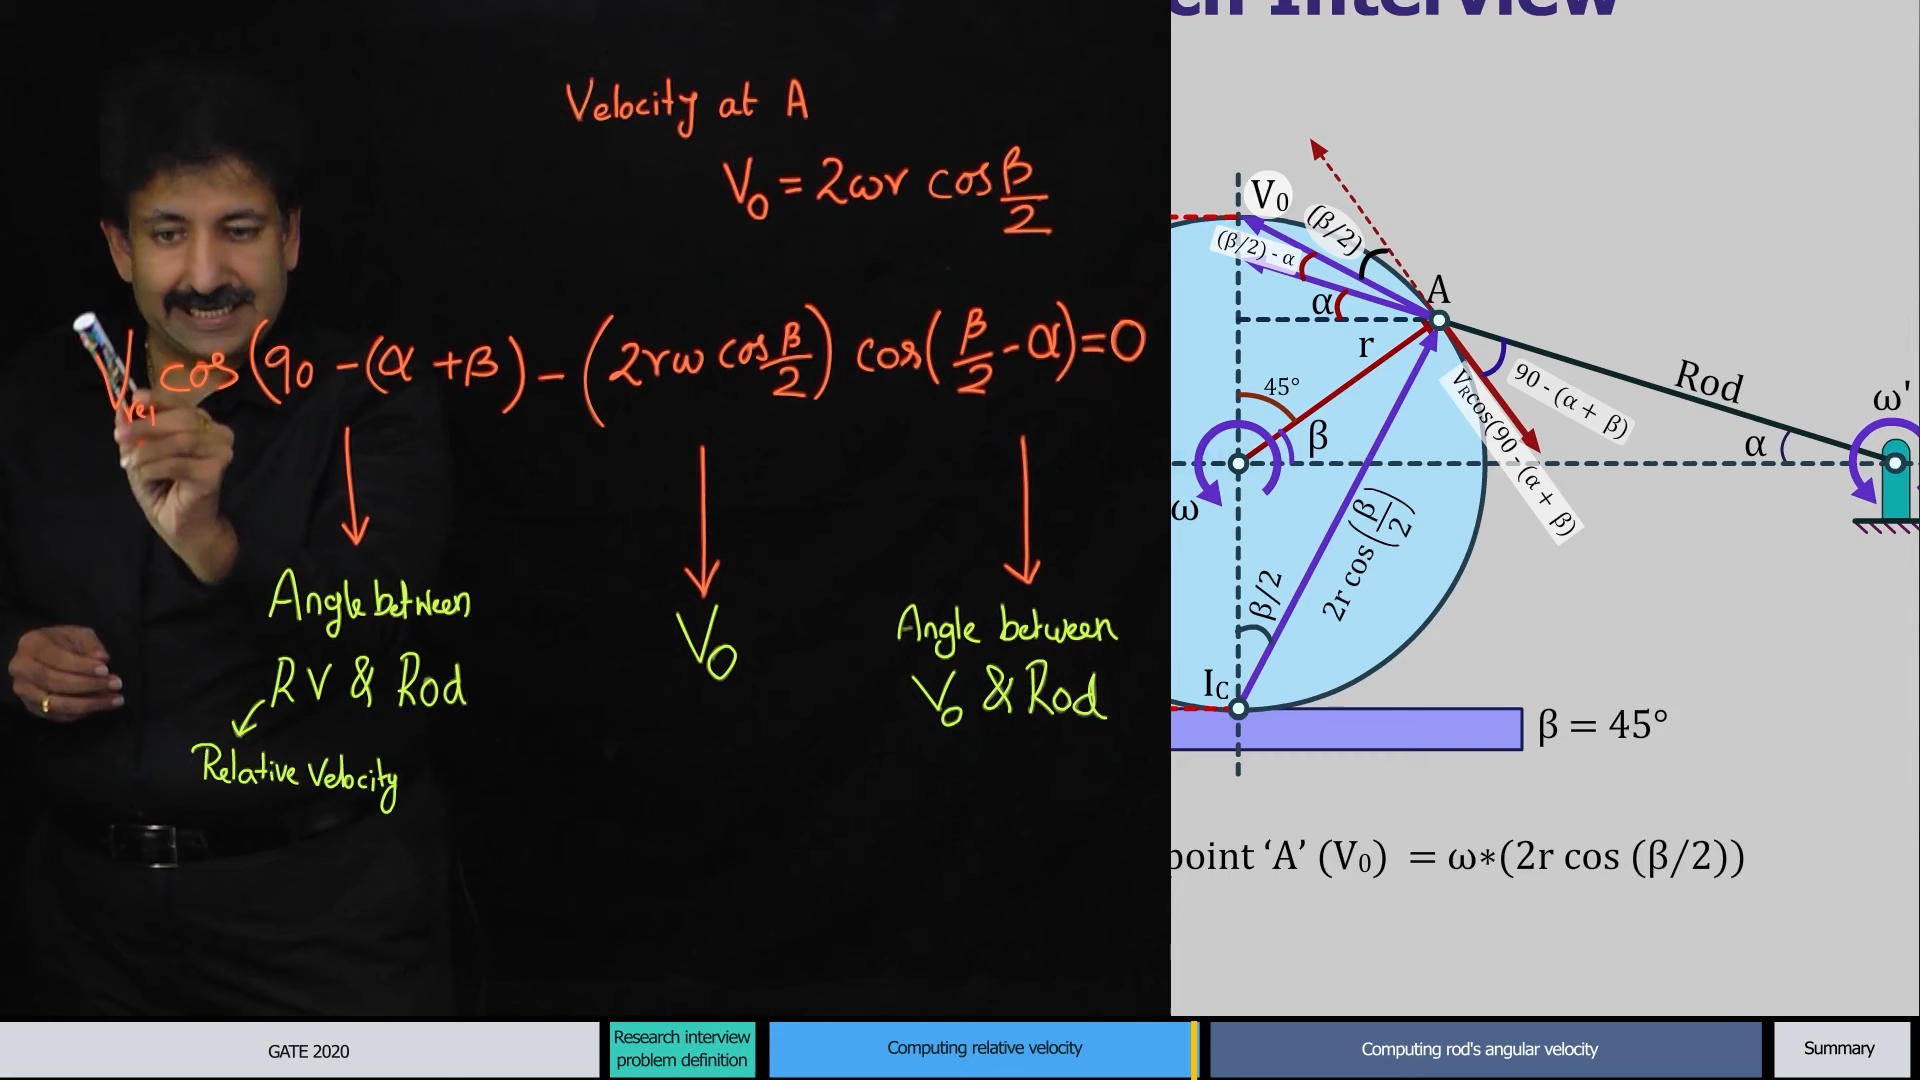 Velocity at A
V0 = 2ωr cos β/2
Vrel cos(90 - (α + β) - (2rω cos β/2) cos(β/2 - α) = 0
Angle between
RV & Rod
Relative Velocity
V0
Angle between
V0 & Rod
Interview
V0
(β/2)
(β/2) - α
α
A
r
45°
β
ω
90 - (α + β)
VRcos(90 - (α + β)
Rod
α
ω'
2r cos (β/2)
β/2
IC
β = 45°
point ‘A’ (V0) = ω*(2r cos (β/2))
GATE 2020
Research interview
problem definition
Computing relative velocity
Computing rod's angular velocity
Summary